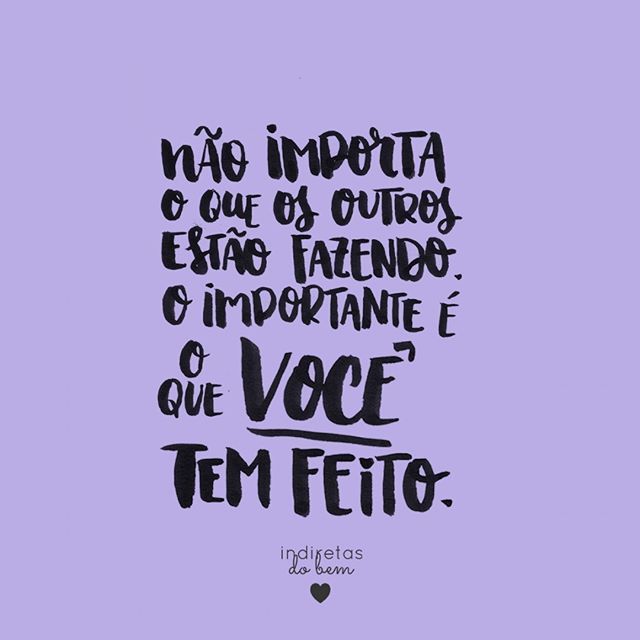 NÃO IMPORTA
O QUE OS OUTROS
ESTÃO FAZENDO.
O IMPORTANTE É
O QUE VOCÊ
TEM FEITO.
indiretas
do bem